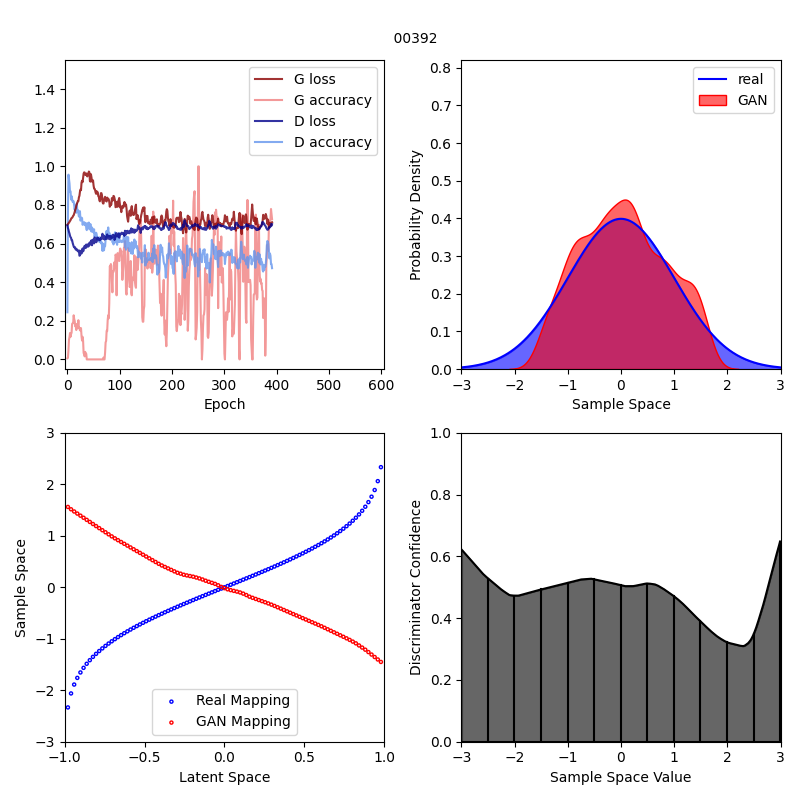 00392
1.4
1.2
1.0
0.8
0.6
0.4
0.2
0.0
0 100 200 300 400 500 600
Epoch
G loss
G accuracy
D loss
D accuracy
0.8
0.7
0.6
0.5
0.4
0.3
0.2
0.1
0.0
−3 −2 −1 0 1 2 3
Sample Space
Probability Density
real
GAN
3
2
1
0
−1
−2
−3
−1.0 −0.5 0.0 0.5 1.0
Latent Space
Sample Space
Real Mapping
GAN Mapping
1.0
0.8
0.6
0.4
0.2
0.0
−3 −2 −1 0 1 2 3
Sample Space Value
Discriminator Confidence